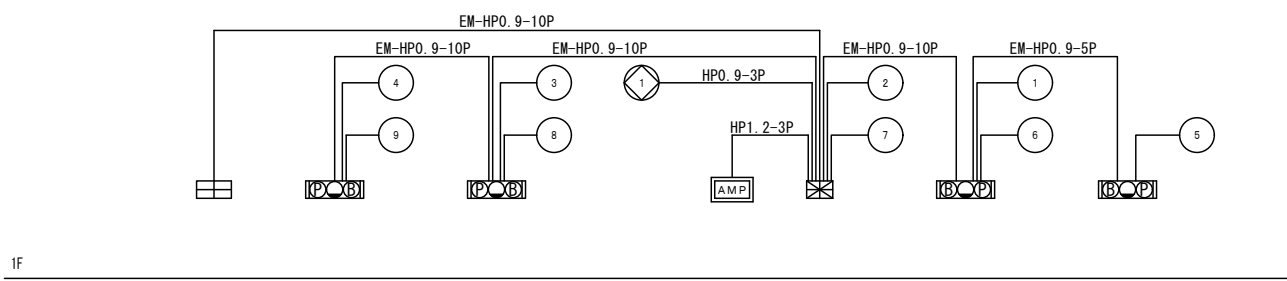 EM-HP0.9-10P
EM-HP0.9-10P
EM-HP0.9-10P
EM-HP0.9-10P
EM-HP0.9-5P
4
3
1
HP0.9-3P
2
1
9
8
HP1.2-3P
7
6
5
P B
P B
AMP
B P
B P
1F